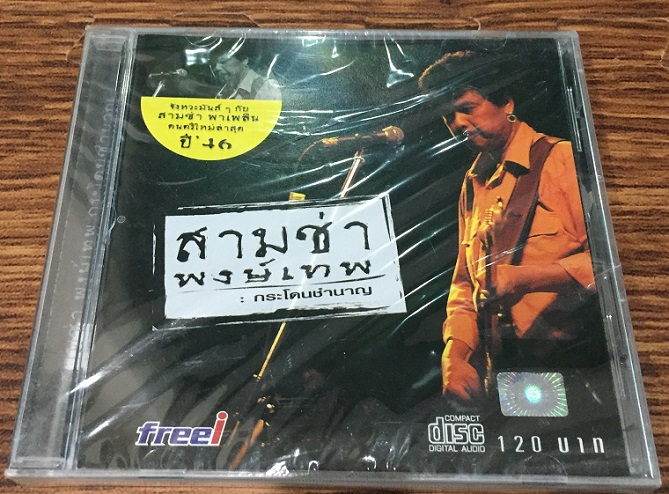 จังหวะมันส์ ๆ กับ
สามช่า พาเพลิน
ดนตรีใหม่ล่าสุด
ปี '46
สามช่า
พงษ์เทพ
: กระโดนชำนาญ
freei
COMPACT
disc
DIGITAL AUDIO
120 บาท